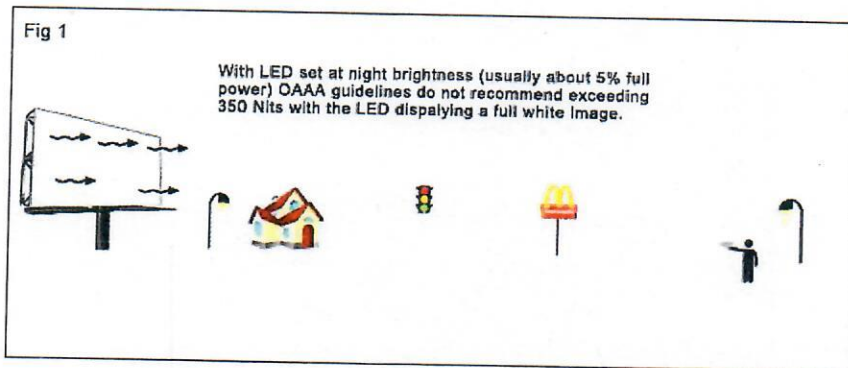 Fig 1
With LED set at night brightness (usually about 5% full
power) OAAA guidelines do not recommend exceeding
350 Nits with the LED dispalying a full white image.